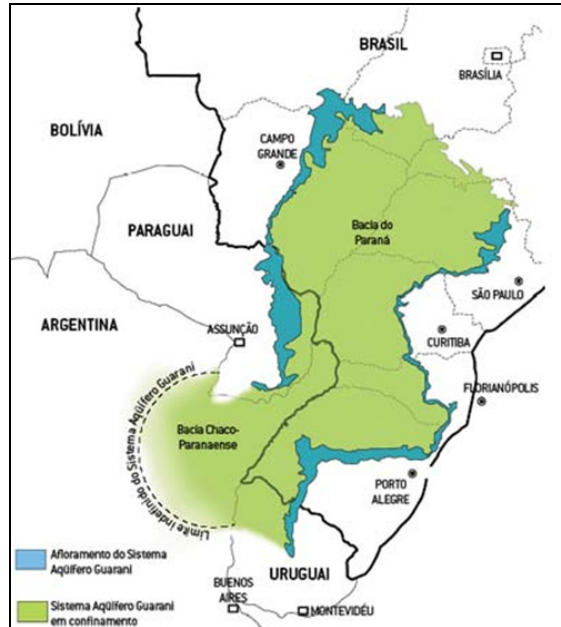 BRASIL
BRASÍLIA
BOLÍVIA
CAMPO
GRANDE
Bacia do
Paraná
PARAGUAI
SÃO PAULO
ARGENTINA
ASSUNÇÃO
CURITIBA
FLORIANÓPOLIS
Limite indefinido do Sistema Aqüífero Guarani
Bacia Chaco-
Paranaense
PORTO
ALEGRE
Afloramento do Sistema
Aqüífero Guarani
URUGUAI
BUENOS
AIRES
MONTEVIDÉU
Sistema Aqüífero Guarani
em confinamento